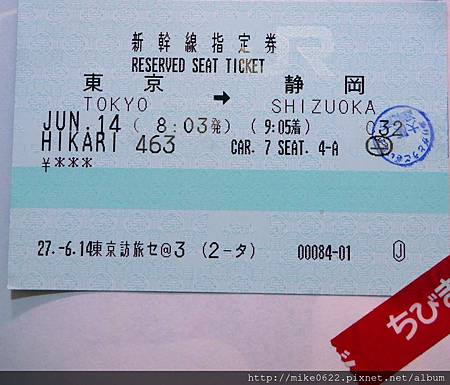 新幹線指定券
RESERVED SEAT TICKET
東京 → 静岡
TOKYO SHIZUOKA
JUN.14 ( 8:03発) ( 9:05着) C32
HIKARI 463 CAR. 7 SEAT. 4-A
¥***
27.-6.14東京訪旅セ@3 (2-タ) 00084-01 Ⓙ
ちびま
http://mike0622.pixnet.net/album